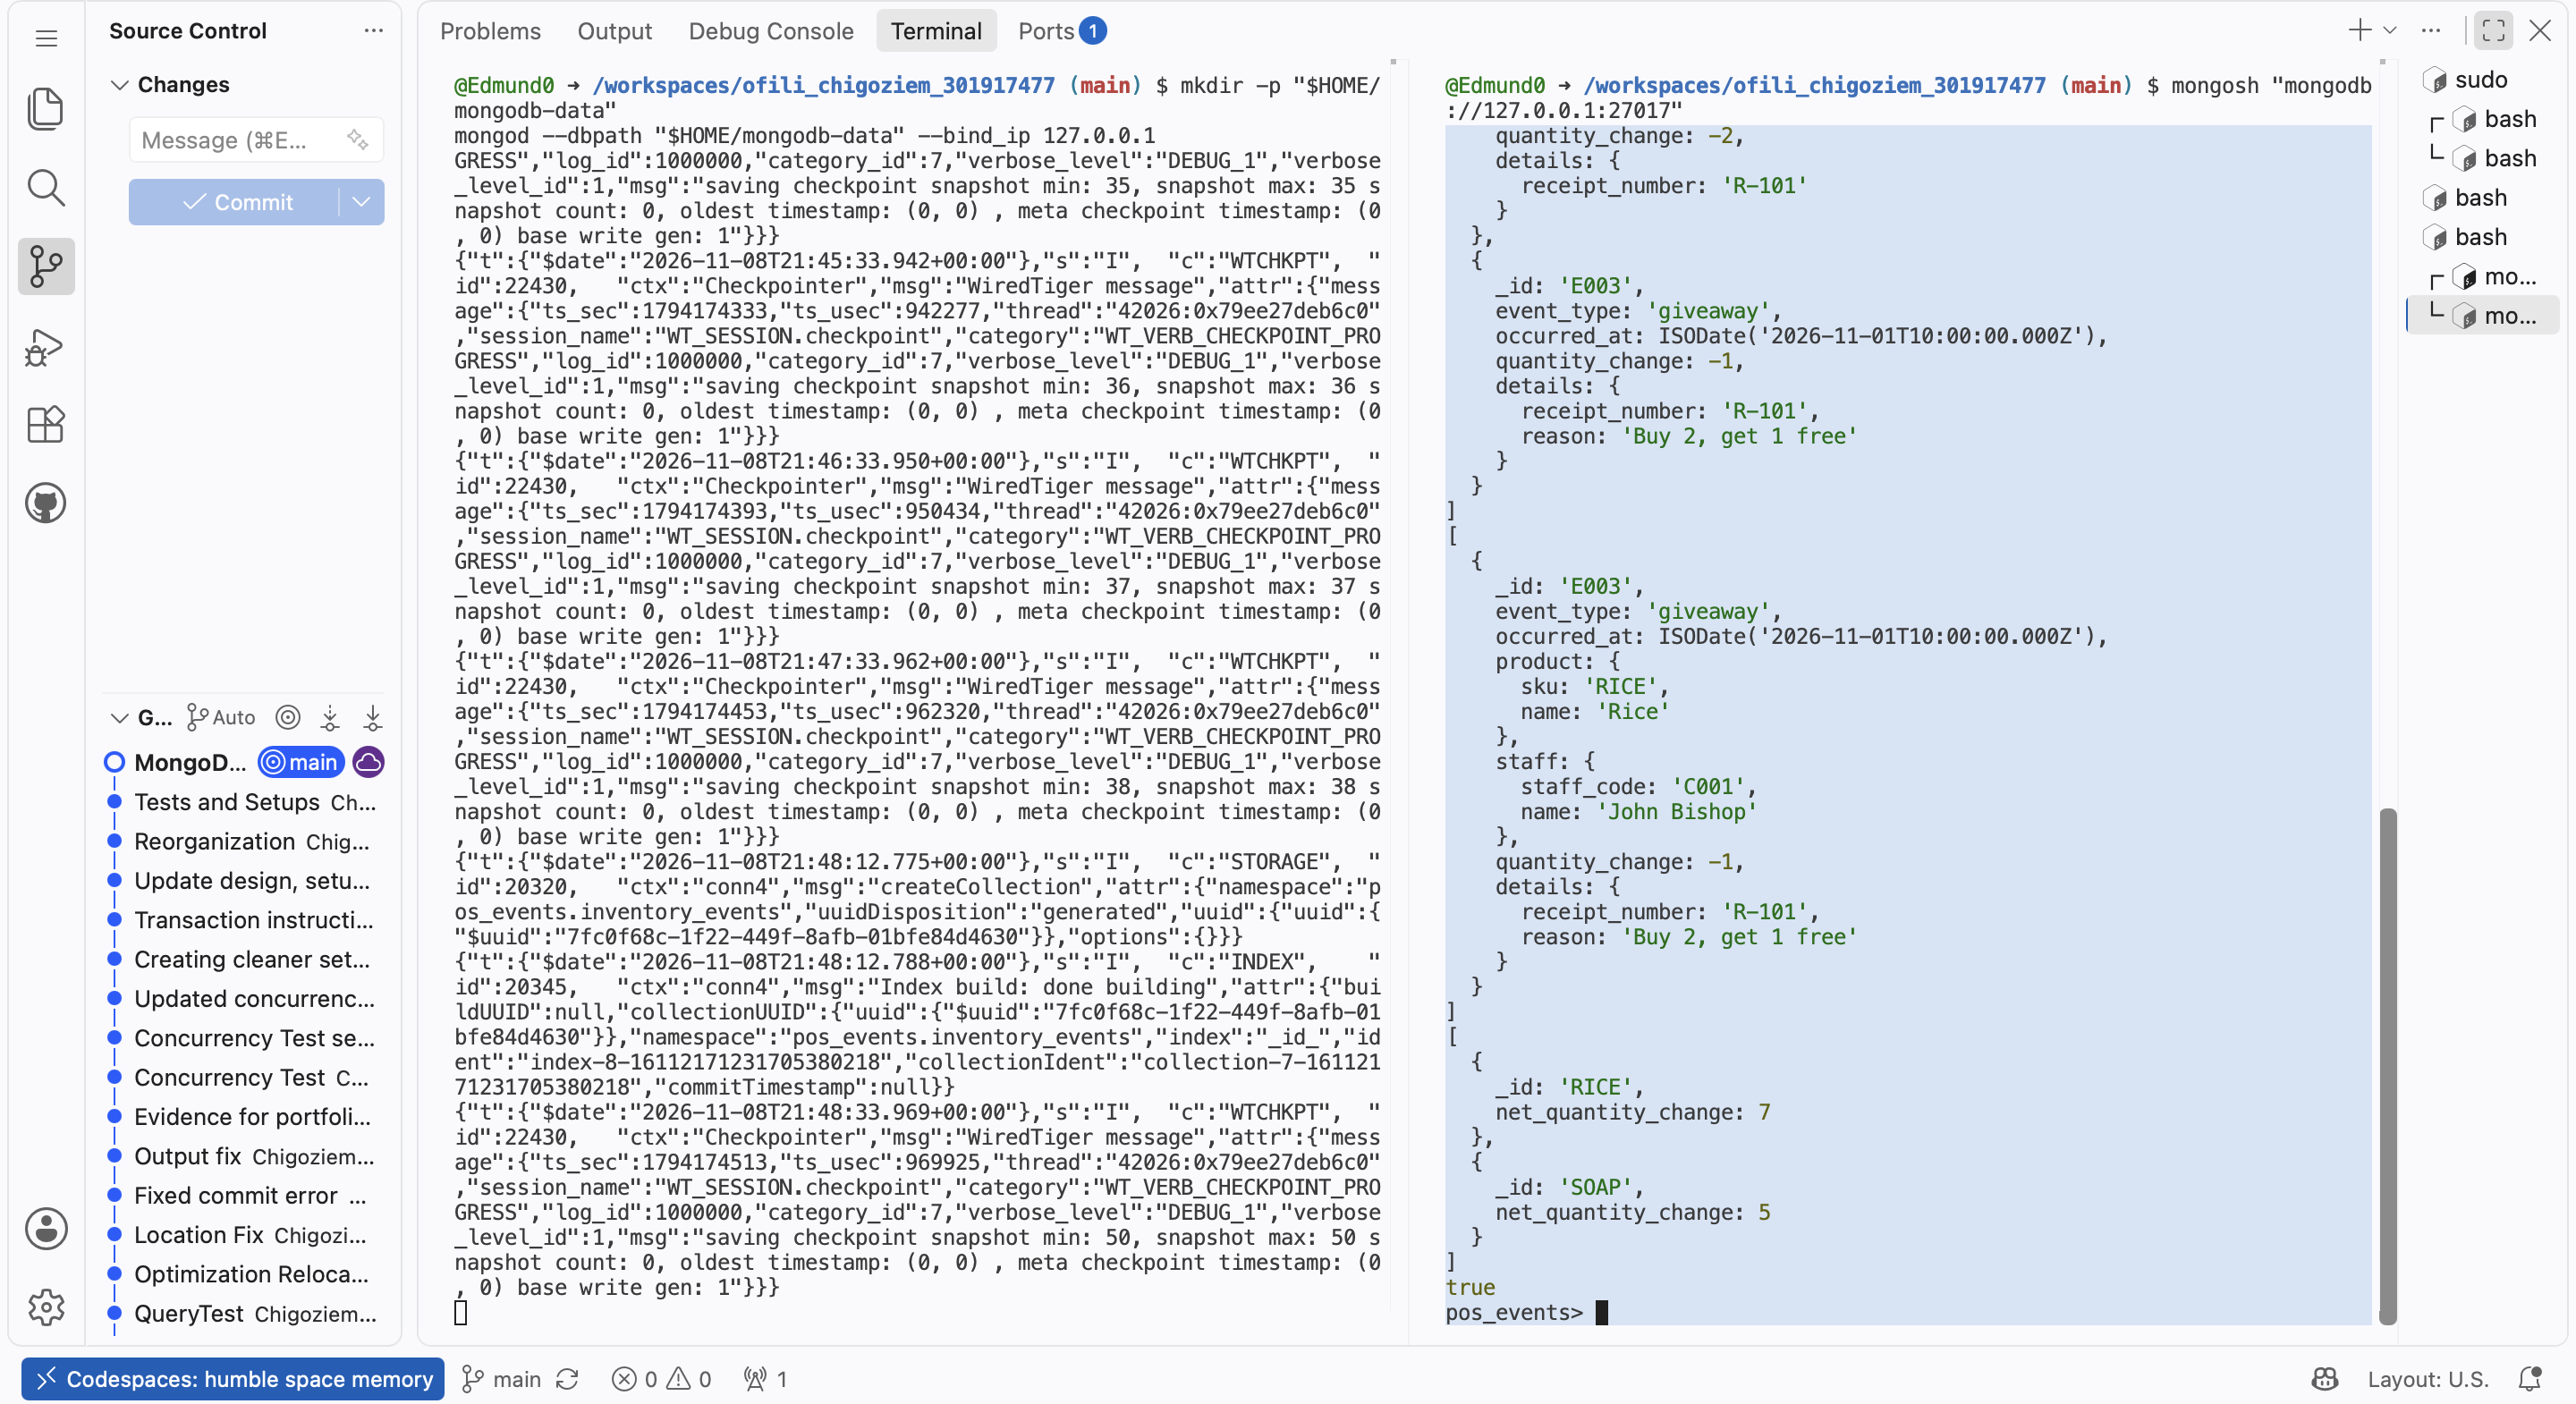 Source Control
Changes
Message (⌘E...
Commit
G...
Auto
MongoD... main
Tests and Setups Ch...
Reorganization Chig...
Update design, setu...
Transaction instructi...
Creating cleaner set...
Updated concurrenc...
Concurrency Test se...
Concurrency Test C...
Evidence for portfoli...
Output fix Chigoziem...
Fixed commit error ...
Location Fix Chigozi...
Optimization Reloca...
QueryTest Chigoziem...
Problems Output Debug Console Terminal Ports 1
@Edmund0 → /workspaces/ofili_chigoziem_301917477 (main) $ mkdir -p "$HOME/
mongodb-data"
mongod --dbpath "$HOME/mongodb-data" --bind_ip 127.0.0.1
GRESS","log_id":1000000,"category_id":7,"verbose_level":"DEBUG_1","verbose
_level_id":1,"msg":"saving checkpoint snapshot min: 35, snapshot max: 35 s
napshot count: 0, oldest timestamp: (0, 0) , meta checkpoint timestamp: (0
, 0) base write gen: 1"}}}
{"t":{"$date":"2026-11-08T21:45:33.942+00:00"},"s":"I",  "c":"WTCHKPT",  "
id":22430,   "ctx":"Checkpointer","msg":"WiredTiger message","attr":{"mess
age":{"ts_sec":1794174333,"ts_usec":942277,"thread":"42026:0x79ee27deb6c0"
,"session_name":"WT_SESSION.checkpoint","category":"WT_VERB_CHECKPOINT_PRO
GRESS","log_id":1000000,"category_id":7,"verbose_level":"DEBUG_1","verbose
_level_id":1,"msg":"saving checkpoint snapshot min: 36, snapshot max: 36 s
napshot count: 0, oldest timestamp: (0, 0) , meta checkpoint timestamp: (0
, 0) base write gen: 1"}}}
{"t":{"$date":"2026-11-08T21:46:33.950+00:00"},"s":"I",  "c":"WTCHKPT",  "
id":22430,   "ctx":"Checkpointer","msg":"WiredTiger message","attr":{"mess
age":{"ts_sec":1794174393,"ts_usec":950434,"thread":"42026:0x79ee27deb6c0"
,"session_name":"WT_SESSION.checkpoint","category":"WT_VERB_CHECKPOINT_PRO
GRESS","log_id":1000000,"category_id":7,"verbose_level":"DEBUG_1","verbose
_level_id":1,"msg":"saving checkpoint snapshot min: 37, snapshot max: 37 s
napshot count: 0, oldest timestamp: (0, 0) , meta checkpoint timestamp: (0
, 0) base write gen: 1"}}}
{"t":{"$date":"2026-11-08T21:47:33.962+00:00"},"s":"I",  "c":"WTCHKPT",  "
id":22430,   "ctx":"Checkpointer","msg":"WiredTiger message","attr":{"mess
age":{"ts_sec":1794174453,"ts_usec":962320,"thread":"42026:0x79ee27deb6c0"
,"session_name":"WT_SESSION.checkpoint","category":"WT_VERB_CHECKPOINT_PRO
GRESS","log_id":1000000,"category_id":7,"verbose_level":"DEBUG_1","verbose
_level_id":1,"msg":"saving checkpoint snapshot min: 38, snapshot max: 38 s
napshot count: 0, oldest timestamp: (0, 0) , meta checkpoint timestamp: (0
, 0) base write gen: 1"}}}
{"t":{"$date":"2026-11-08T21:48:12.775+00:00"},"s":"I",  "c":"STORAGE",  "
id":20320,   "ctx":"conn4","msg":"createCollection","attr":{"namespace":"p
os_events.inventory_events","uuidDisposition":"generated","uuid":{"uuid":{
"$uuid":"7fc0f68c-1f22-449f-8afb-01bfe84d4630"}},"options":{}}}
{"t":{"$date":"2026-11-08T21:48:12.788+00:00"},"s":"I",  "c":"INDEX",    "
id":20345,   "ctx":"conn4","msg":"Index build: done building","attr":{"bui
ldUUID":null,"collectionUUID":{"uuid":{"$uuid":"7fc0f68c-1f22-449f-8afb-01
bfe84d4630"}},"namespace":"pos_events.inventory_events","index":"_id_","id
ent":"index-8-16112171231705380218","collectionIdent":"collection-7-161121
71231705380218","commitTimestamp":null}}
{"t":{"$date":"2026-11-08T21:48:33.969+00:00"},"s":"I",  "c":"WTCHKPT",  "
id":22430,   "ctx":"Checkpointer","msg":"WiredTiger message","attr":{"mess
age":{"ts_sec":1794174513,"ts_usec":969925,"thread":"42026:0x79ee27deb6c0"
,"session_name":"WT_SESSION.checkpoint","category":"WT_VERB_CHECKPOINT_PRO
GRESS","log_id":1000000,"category_id":7,"verbose_level":"DEBUG_1","verbose
_level_id":1,"msg":"saving checkpoint snapshot min: 50, snapshot max: 50 s
napshot count: 0, oldest timestamp: (0, 0) , meta checkpoint timestamp: (0
, 0) base write gen: 1"}}}
@Edmund0 → /workspaces/ofili_chigoziem_301917477 (main) $ mongosh "mongodb
://127.0.0.1:27017"
    quantity_change: -2,
    details: {
      receipt_number: 'R-101'
    }
  },
  {
    _id: 'E003',
    event_type: 'giveaway',
    occurred_at: ISODate('2026-11-01T10:00:00.000Z'),
    quantity_change: -1,
    details: {
      receipt_number: 'R-101',
      reason: 'Buy 2, get 1 free'
    }
  }
]
[
  {
    _id: 'E003',
    event_type: 'giveaway',
    occurred_at: ISODate('2026-11-01T10:00:00.000Z'),
    product: {
      sku: 'RICE',
      name: 'Rice'
    },
    staff: {
      staff_code: 'C001',
      name: 'John Bishop'
    },
    quantity_change: -1,
    details: {
      receipt_number: 'R-101',
      reason: 'Buy 2, get 1 free'
    }
  }
]
[
  {
    _id: 'RICE',
    net_quantity_change: 7
  },
  {
    _id: 'SOAP',
    net_quantity_change: 5
  }
]
true
pos_events>
sudo
bash
bash
bash
bash
mo...
mo...
Codespaces: humble space memory
main
0 0
1
Layout: U.S.